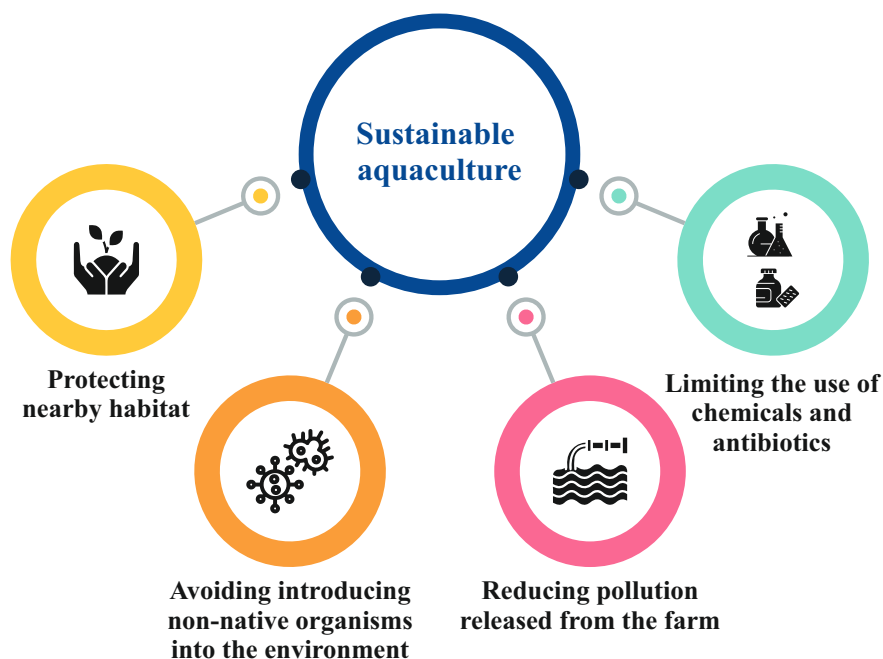 Sustainable
aquaculture
Protecting
nearby habitat
Avoiding introducing
non-native organisms
into the environment
Reducing pollution
released from the farm
Limiting the use of
chemicals and
antibiotics